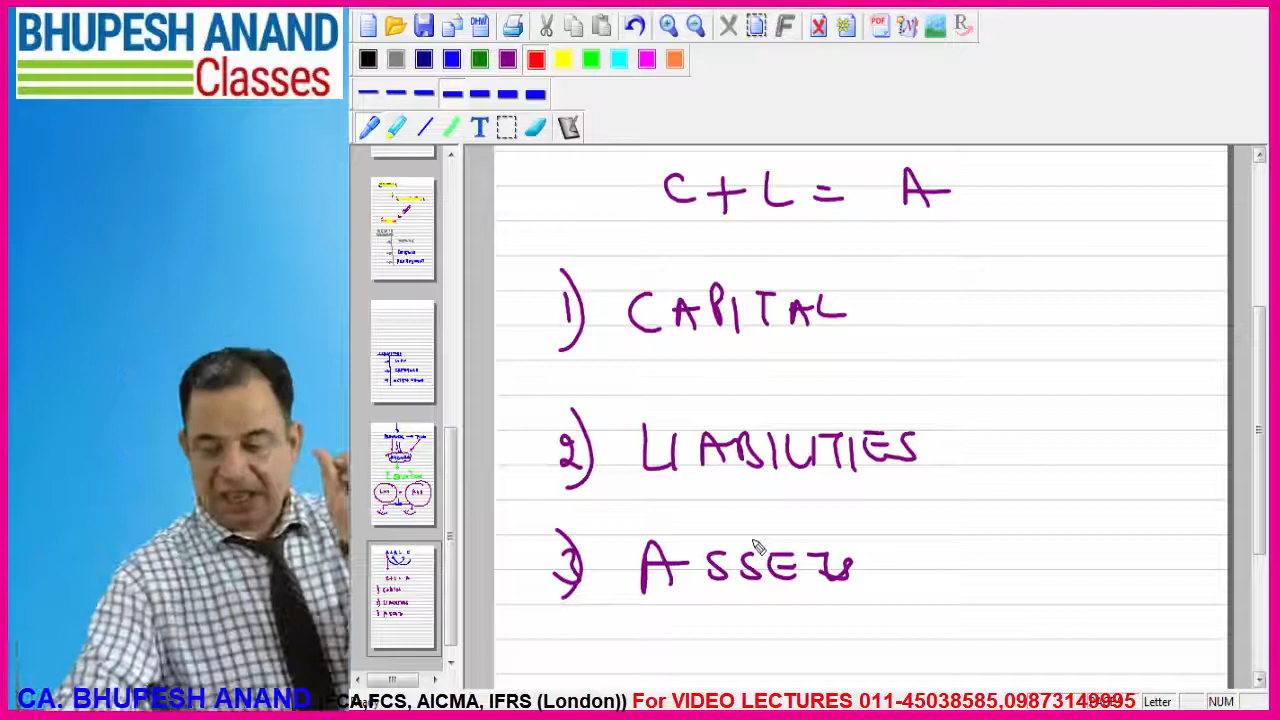 BHUPESH ANAND
Classes
C + L = A
1) CAPITAL
2) LIABILITIES
3) ASSETS
CA. BHUPESH ANAND FCA,FCS, AICMA, IFRS (London) For VIDEO LECTURES 011-45038585,09873149995
Letter
NUM